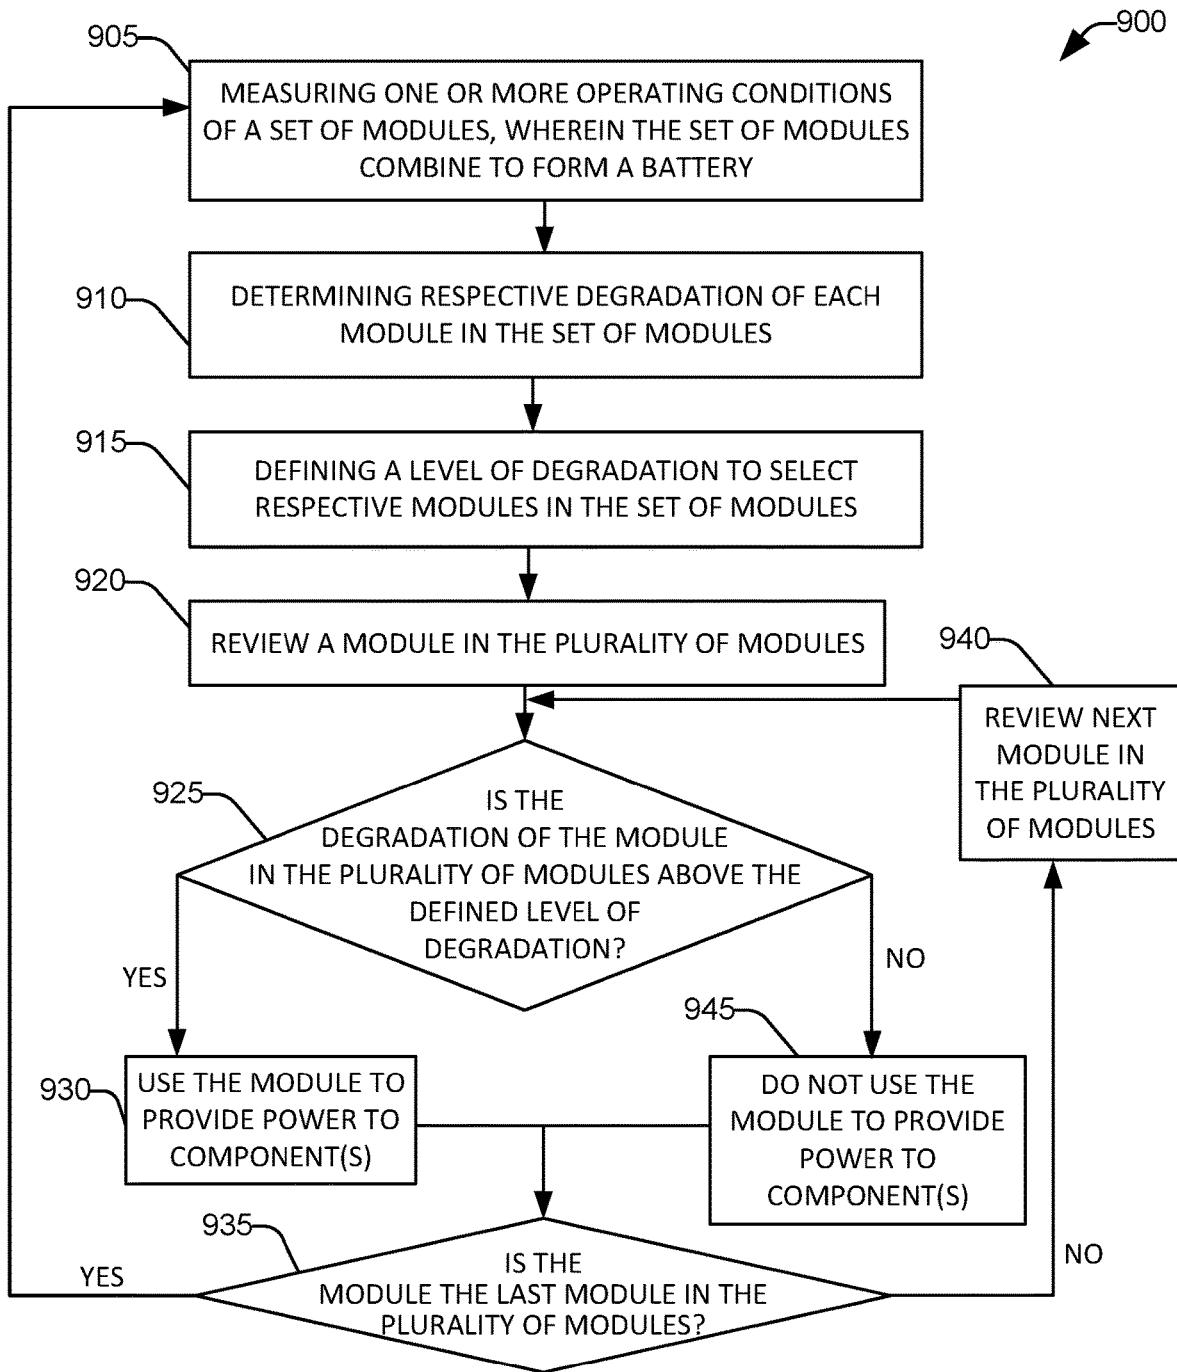 900
905
MEASURING ONE OR MORE OPERATING CONDITIONS
OF A SET OF MODULES, WHEREIN THE SET OF MODULES
COMBINE TO FORM A BATTERY
910
DETERMINING RESPECTIVE DEGRADATION OF EACH
MODULE IN THE SET OF MODULES
915
DEFINING A LEVEL OF DEGRADATION TO SELECT
RESPECTIVE MODULES IN THE SET OF MODULES
920
REVIEW A MODULE IN THE PLURALITY OF MODULES
940
REVIEW NEXT
MODULE IN
THE PLURALITY
OF MODULES
925
IS THE
DEGRADATION OF THE MODULE
IN THE PLURALITY OF MODULES ABOVE THE
DEFINED LEVEL OF
DEGRADATION?
YES
NO
930
USE THE MODULE TO
PROVIDE POWER TO
COMPONENT(S)
945
DO NOT USE THE
MODULE TO PROVIDE
POWER TO
COMPONENT(S)
935
IS THE
MODULE THE LAST MODULE IN THE
PLURALITY OF MODULES?
YES
NO